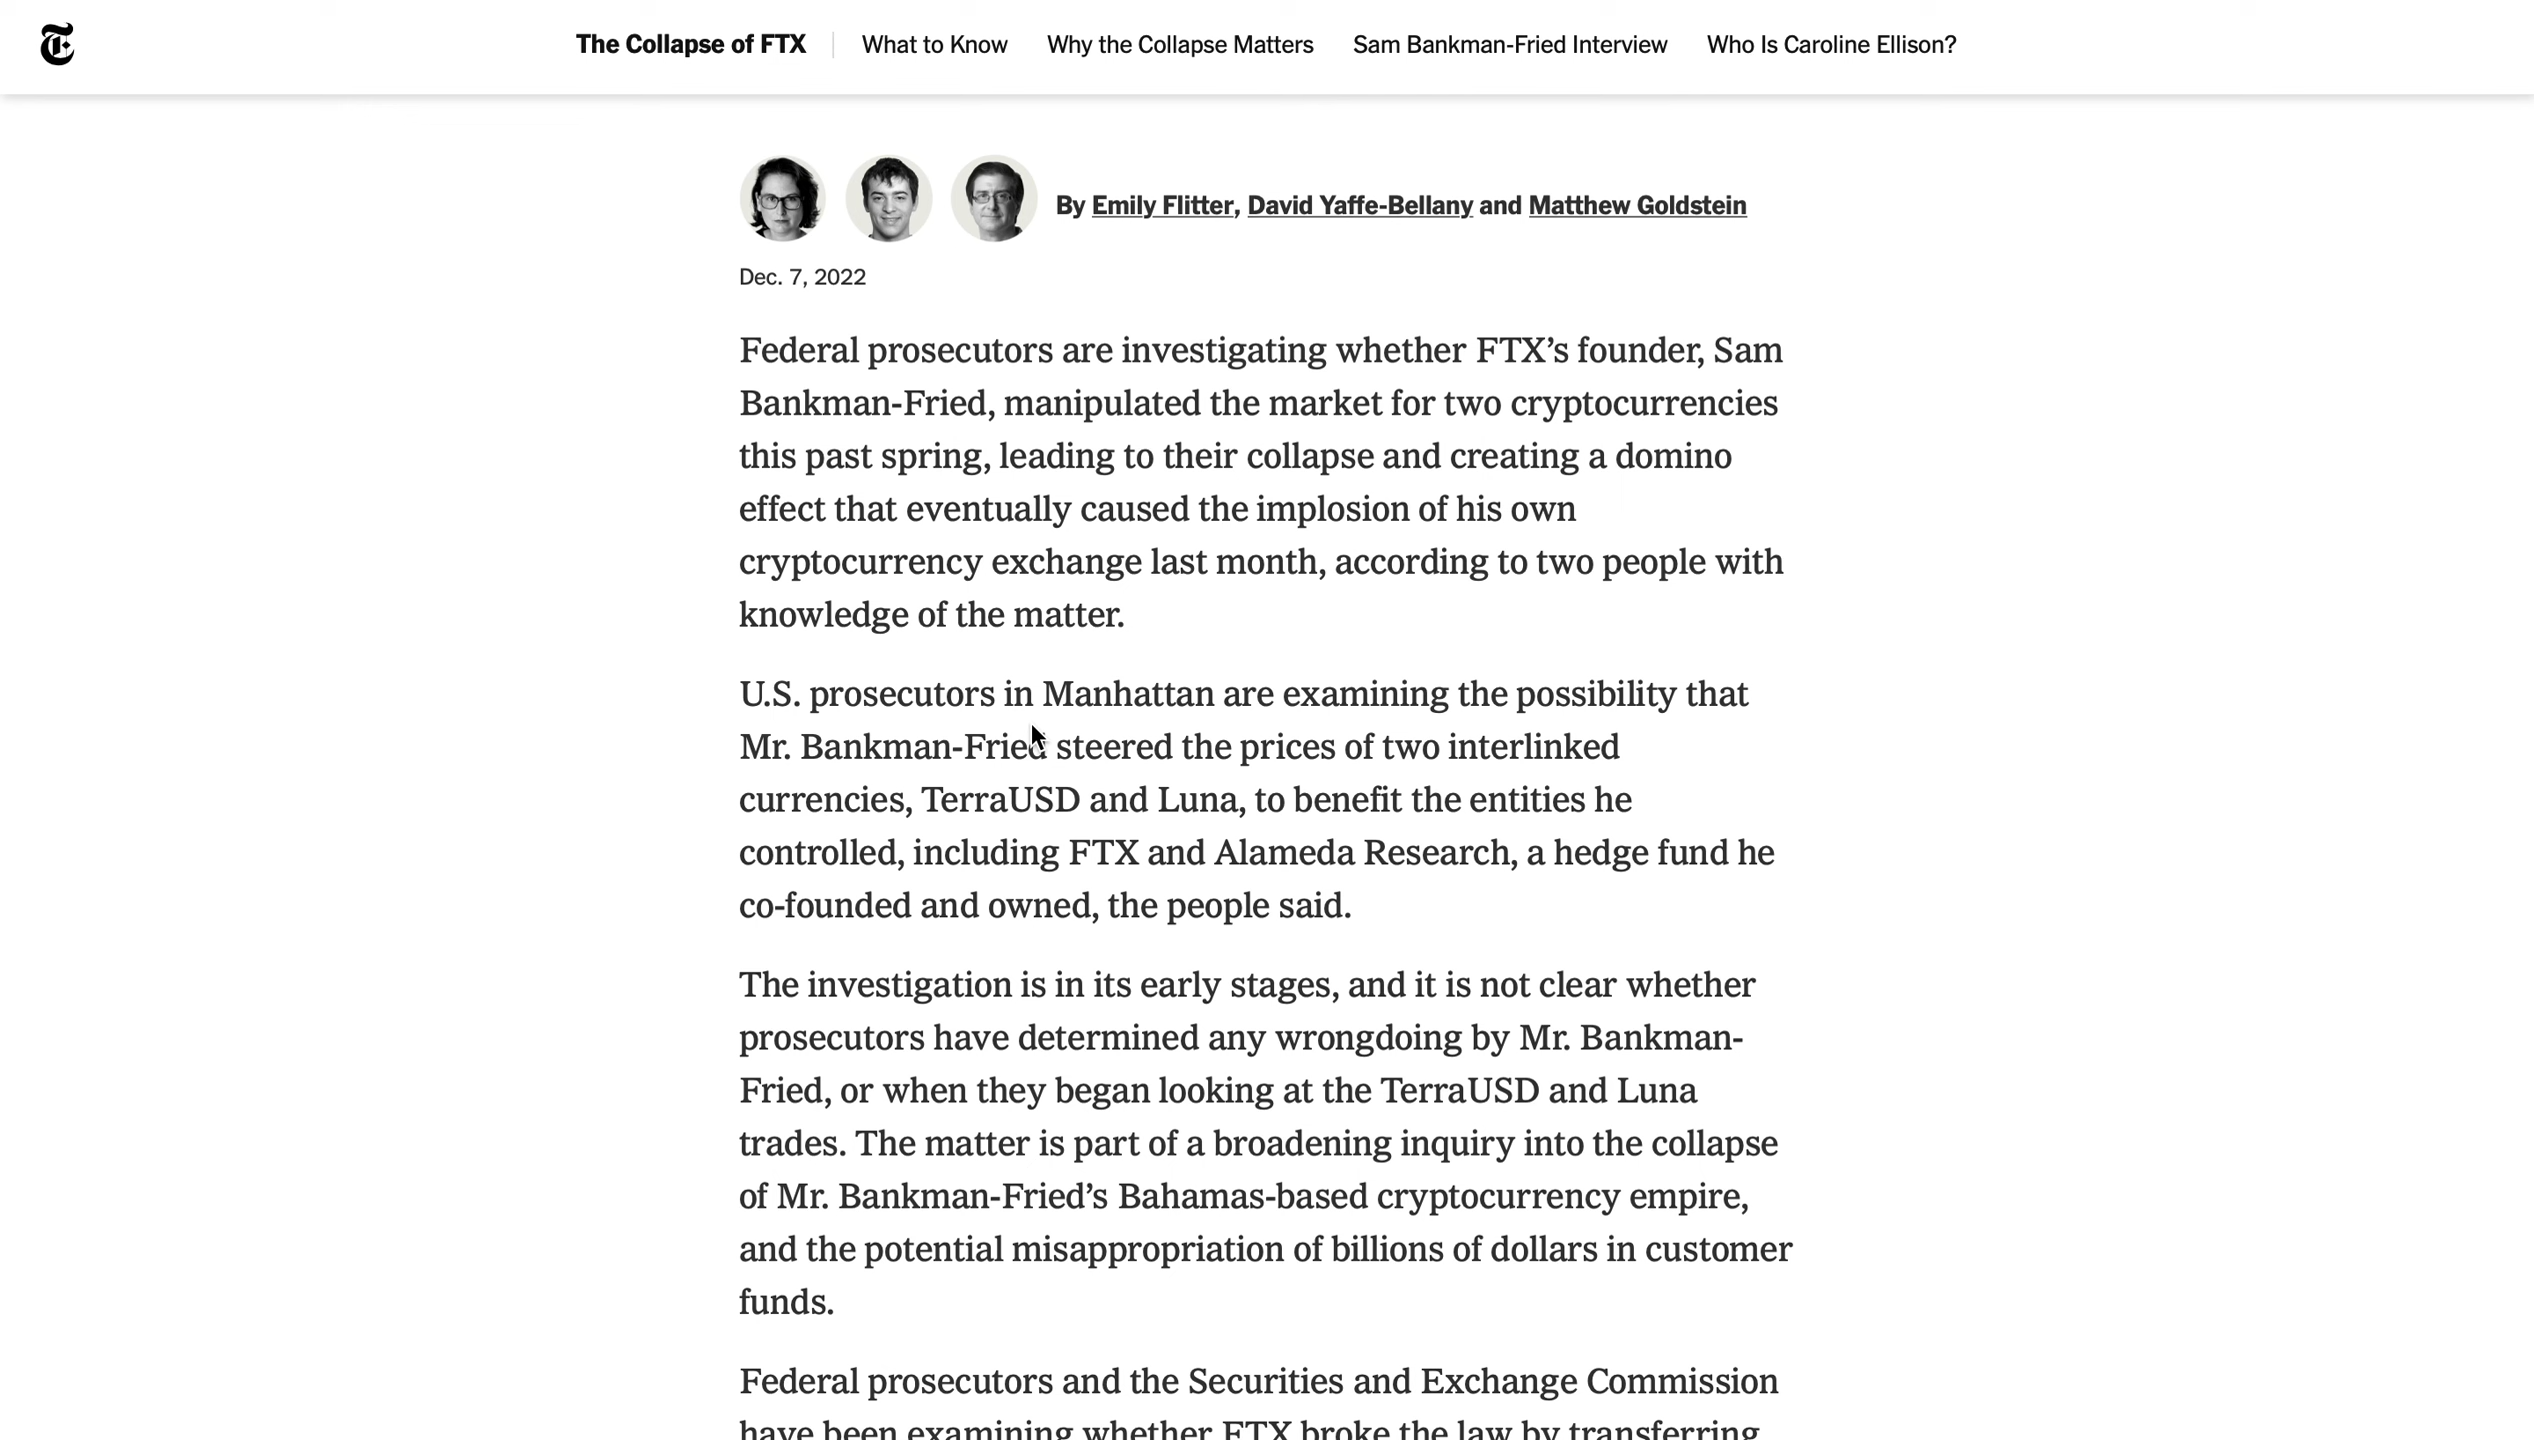 The Collapse of FTX
What to Know
Why the Collapse Matters
Sam Bankman-Fried Interview
Who Is Caroline Ellison?
By Emily Flitter, David Yaffe-Bellany and Matthew Goldstein
Dec. 7, 2022
Federal prosecutors are investigating whether FTX’s founder, Sam
Bankman-Fried, manipulated the market for two cryptocurrencies
this past spring, leading to their collapse and creating a domino
effect that eventually caused the implosion of his own
cryptocurrency exchange last month, according to two people with
knowledge of the matter.
U.S. prosecutors in Manhattan are examining the possibility that
Mr. Bankman-Fried steered the prices of two interlinked
currencies, TerraUSD and Luna, to benefit the entities he
controlled, including FTX and Alameda Research, a hedge fund he
co-founded and owned, the people said.
The investigation is in its early stages, and it is not clear whether
prosecutors have determined any wrongdoing by Mr. Bankman-
Fried, or when they began looking at the TerraUSD and Luna
trades. The matter is part of a broadening inquiry into the collapse
of Mr. Bankman-Fried’s Bahamas-based cryptocurrency empire,
and the potential misappropriation of billions of dollars in customer
funds.
Federal prosecutors and the Securities and Exchange Commission
have been examining whether FTX broke the law by transferring